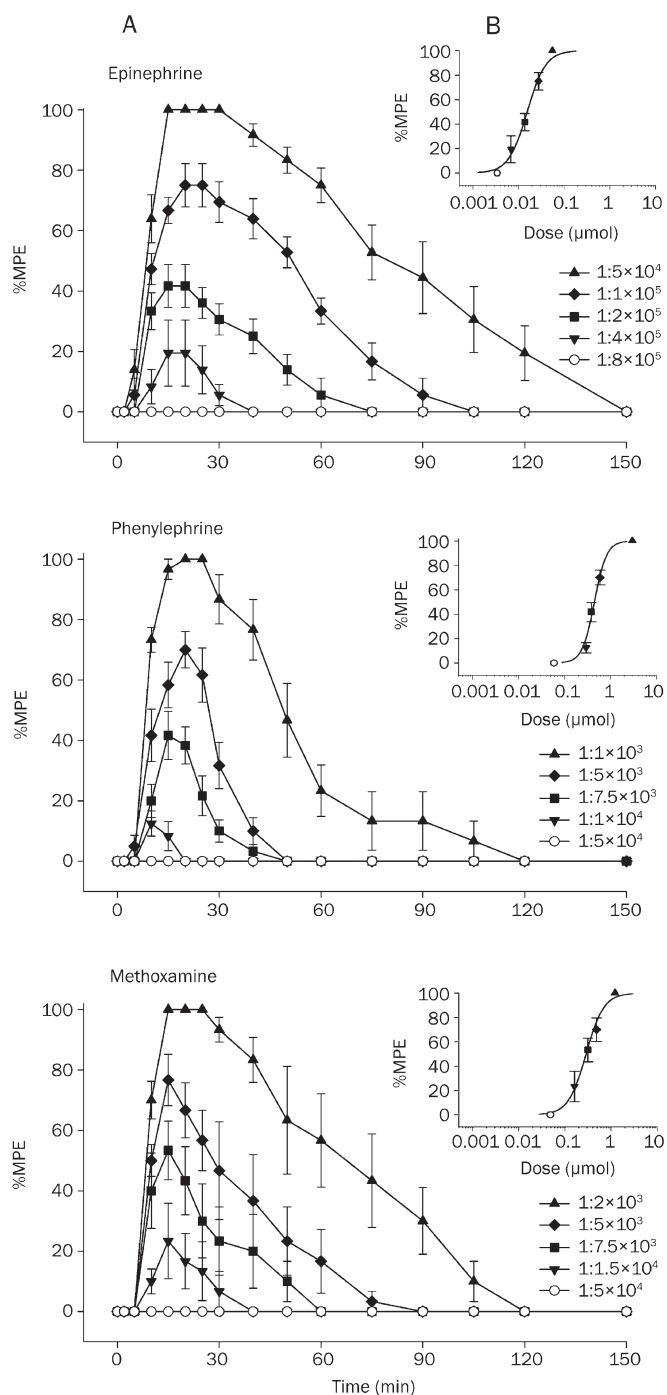 A
B
Epinephrine
%MPE
100
80
60
40
20
0
0 30 60 90 120 150
%MPE
100
80
60
40
20
0
0.001 0.01 0.1 1 10
Dose (µmol)
1:5×10⁴
1:1×10⁵
1:2×10⁵
1:4×10⁵
1:8×10⁵
Phenylephrine
%MPE
100
80
60
40
20
0
0 30 60 90 120 150
%MPE
100
80
60
40
20
0
0.001 0.01 0.1 1 10
Dose (µmol)
1:1×10³
1:5×10³
1:7.5×10³
1:1×10⁴
1:5×10⁴
Methoxamine
%MPE
100
80
60
40
20
0
0 30 60 90 120 150
Time (min)
%MPE
100
80
60
40
20
0
0.001 0.01 0.1 1 10
Dose (µmol)
1:2×10³
1:5×10³
1:7.5×10³
1:1.5×10⁴
1:5×10⁴